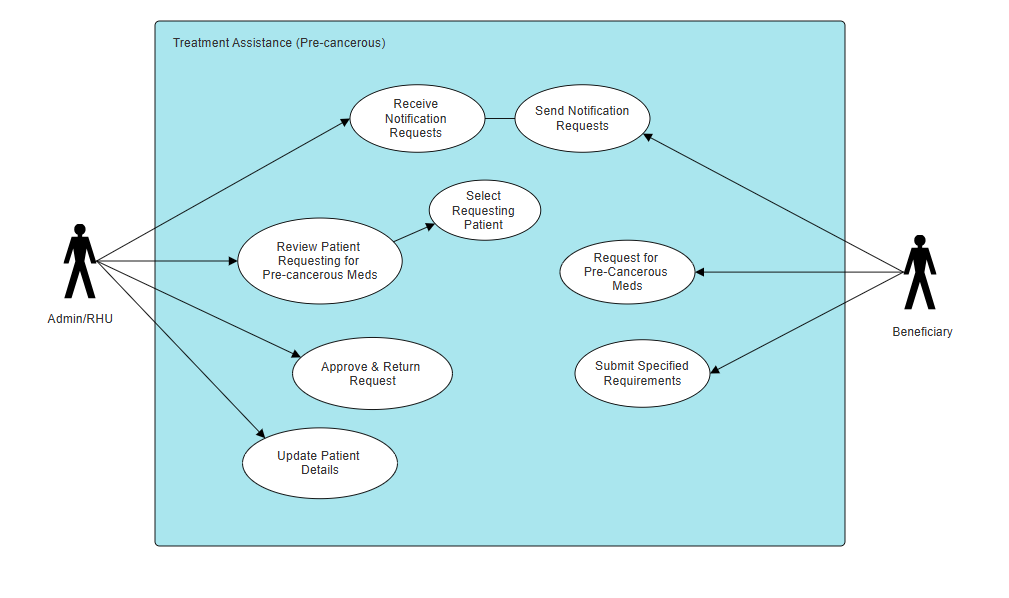 Treatment Assistance (Pre-cancerous)
Receive
Notification
Requests
Send Notification
Requests
Select
Requesting
Patient
Review Patient
Requesting for
Pre-cancerous Meds
Request for
Pre-Cancerous
Meds
Admin/RHU
Beneficiary
Approve & Return
Request
Submit Specified
Requirements
Update Patient
Details